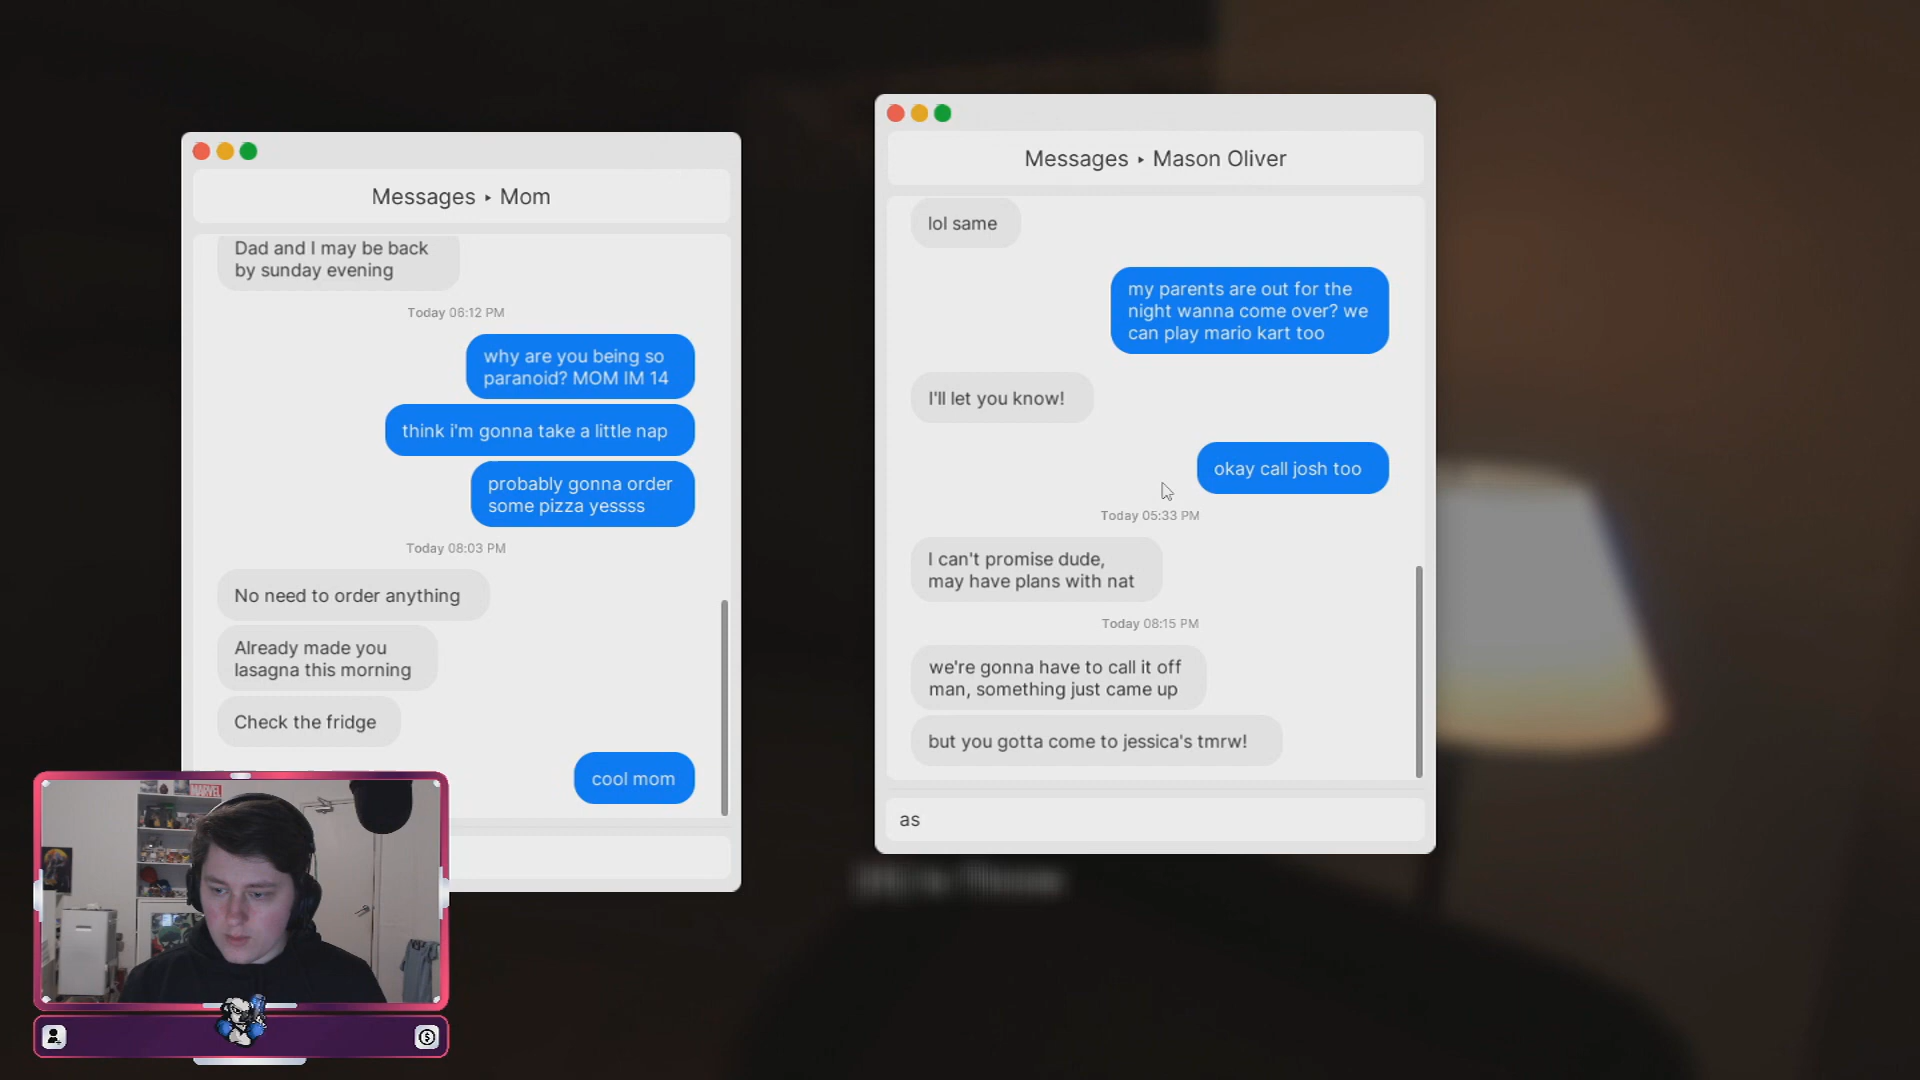 Messages ▸ Mom
Dad and I may be back
by sunday evening
Today 06:12 PM
why are you being so
paranoid? MOM IM 14
think i'm gonna take a little nap
probably gonna order
some pizza yessss
Today 08:03 PM
No need to order anything
Already made you
lasagna this morning
Check the fridge
cool mom
Messages ▸ Mason Oliver
lol same
my parents are out for the
night wanna come over? we
can play mario kart too
I'll let you know!
okay call josh too
Today 05:33 PM
I can't promise dude,
may have plans with nat
Today 08:15 PM
we're gonna have to call it off
man, something just came up
but you gotta come to jessica's tmrw!
as
MARVEL